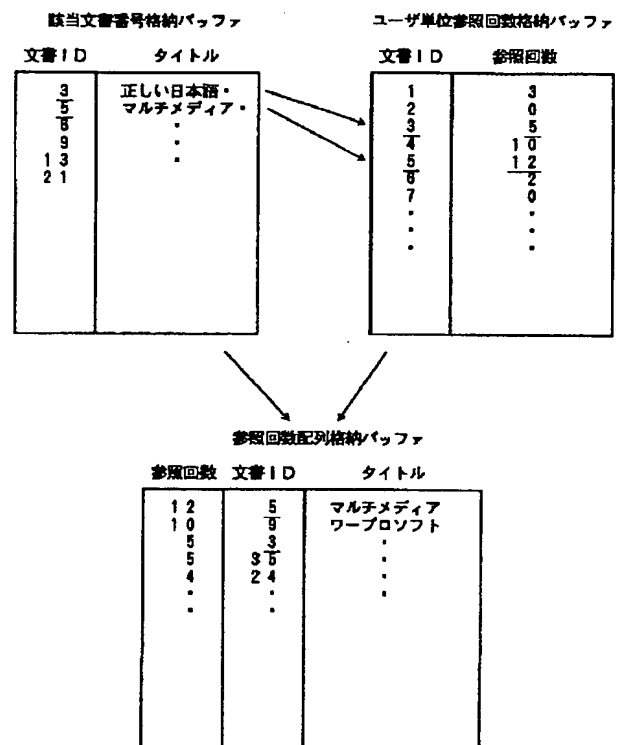 該当文書番号格納バッファ
文書ID タイトル
3 正しい日本語・
5 マルチメディア・
6 ・
9 ・
13 ・
21
ユーザ単位参照回数格納バッファ
文書ID 参照回数
1 3
2 0
3 5
4 10
5 12
6 2
7 0
・ ・
・ ・
・ ・
参照回数配列格納バッファ
参照回数 文書ID タイトル
12 5 マルチメディア
10 9 ワープロソフト
5 3 ・
5 35 ・
4 24 ・
・ ・ ・
・